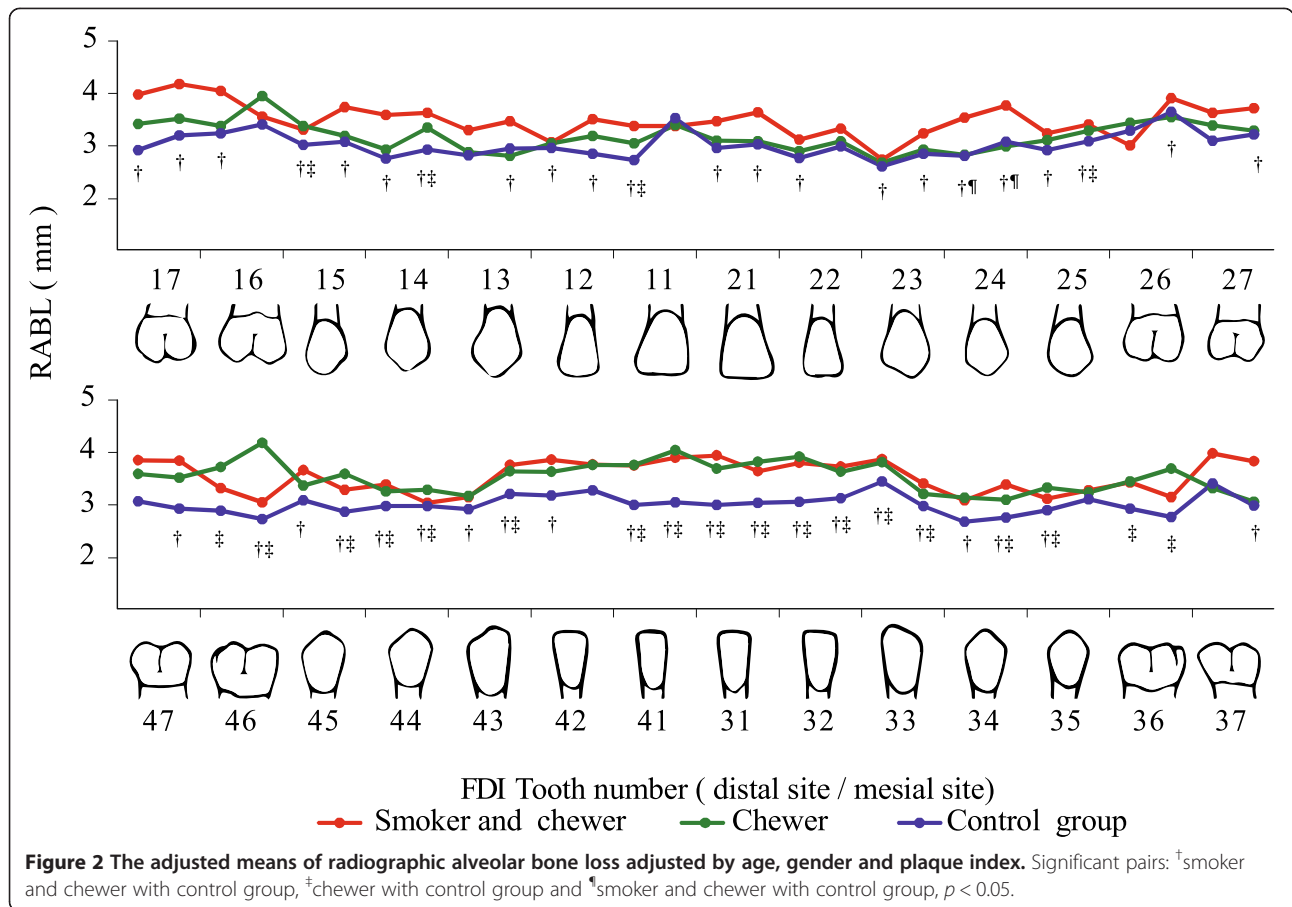 5
4
3
2
† † † †‡ † † †‡ † † † †‡ † † † † † †¶ †¶ † †‡ † †
17 16 15 14 13 12 11 21 22 23 24 25 26 27
RABL ( mm )
5
4
3
2
† ‡ †‡ † †‡ †‡ †‡ † †‡ † †‡ †‡ †‡ †‡ †‡ †‡ †‡ †‡ † †‡ †‡ ‡ ‡ †
47 46 45 44 43 42 41 31 32 33 34 35 36 37
FDI Tooth number ( distal site / mesial site)
Smoker and chewer Chewer Control group
Figure 2 The adjusted means of radiographic alveolar bone loss adjusted by age, gender and plaque index. Significant pairs: †smoker
and chewer with control group, ‡chewer with control group and ¶smoker and chewer with control group, p < 0.05.